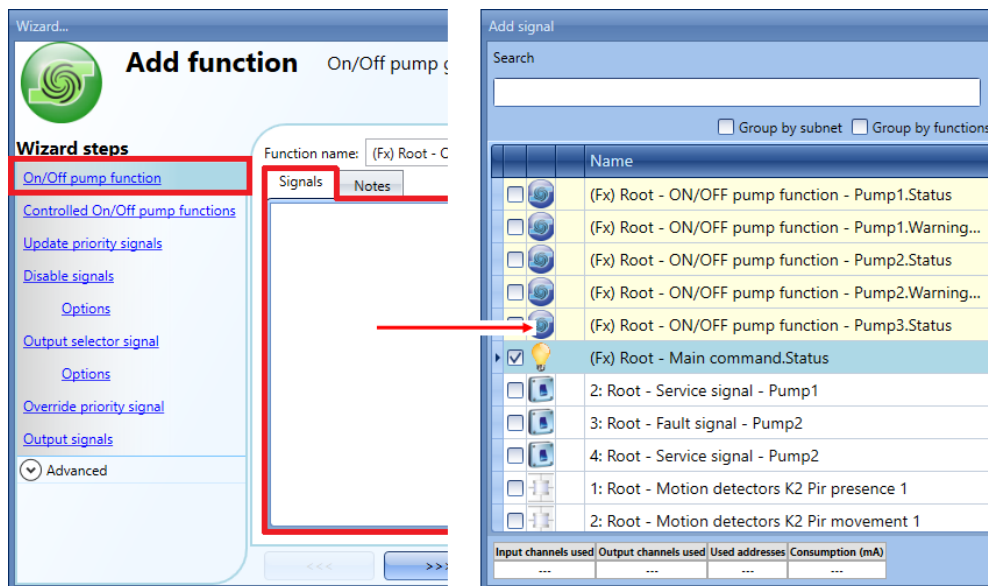 Wizard...
Add function On/Off pump
Wizard steps
On/Off pump function
Controlled On/Off pump functions
Update priority signals
Disable signals
Options
Output selector signal
Options
Override priority signal
Output signals
Advanced
Function name: (Fx) Root - C
Signals Notes
<<< >>>
Add signal
Search
Group by subnet Group by functions
Name
(Fx) Root - ON/OFF pump function - Pump1.Status
(Fx) Root - ON/OFF pump function - Pump1.Warning...
(Fx) Root - ON/OFF pump function - Pump2.Status
(Fx) Root - ON/OFF pump function - Pump2.Warning...
(Fx) Root - ON/OFF pump function - Pump3.Status
(Fx) Root - Main command.Status
2: Root - Service signal - Pump1
3: Root - Fault signal - Pump2
4: Root - Service signal - Pump2
1: Root - Motion detectors K2 Pir presence 1
2: Root - Motion detectors K2 Pir movement 1
Input channels used Output channels used Used addresses Consumption (mA)
--- --- --- ---